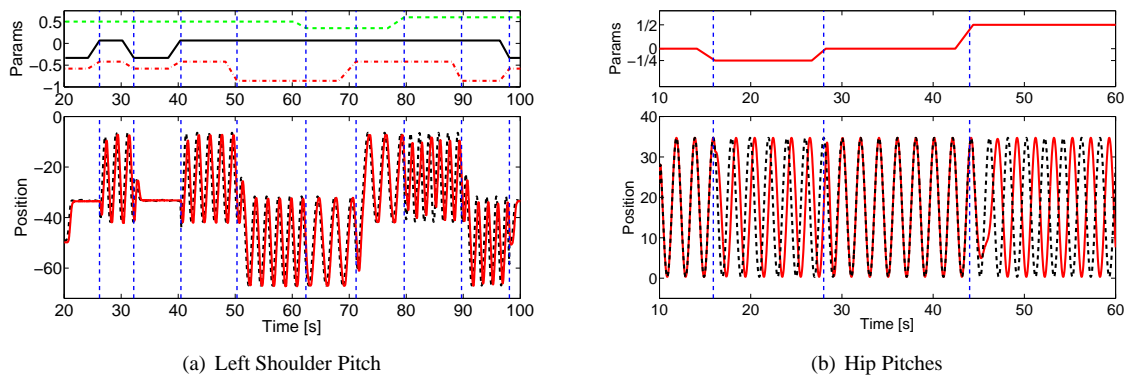 Params
0.5
0
−0.5
−1
20 30 40 50 60 70 80 90 100
Position
0
−20
−40
−60
20 30 40 50 60 70 80 90 100
Time [s]
(a) Left Shoulder Pitch
Params
1/2
0
−1/4
10 20 30 40 50 60
Position
40
30
20
10
0
10 20 30 40 50 60
Time [s]
(b) Hip Pitches